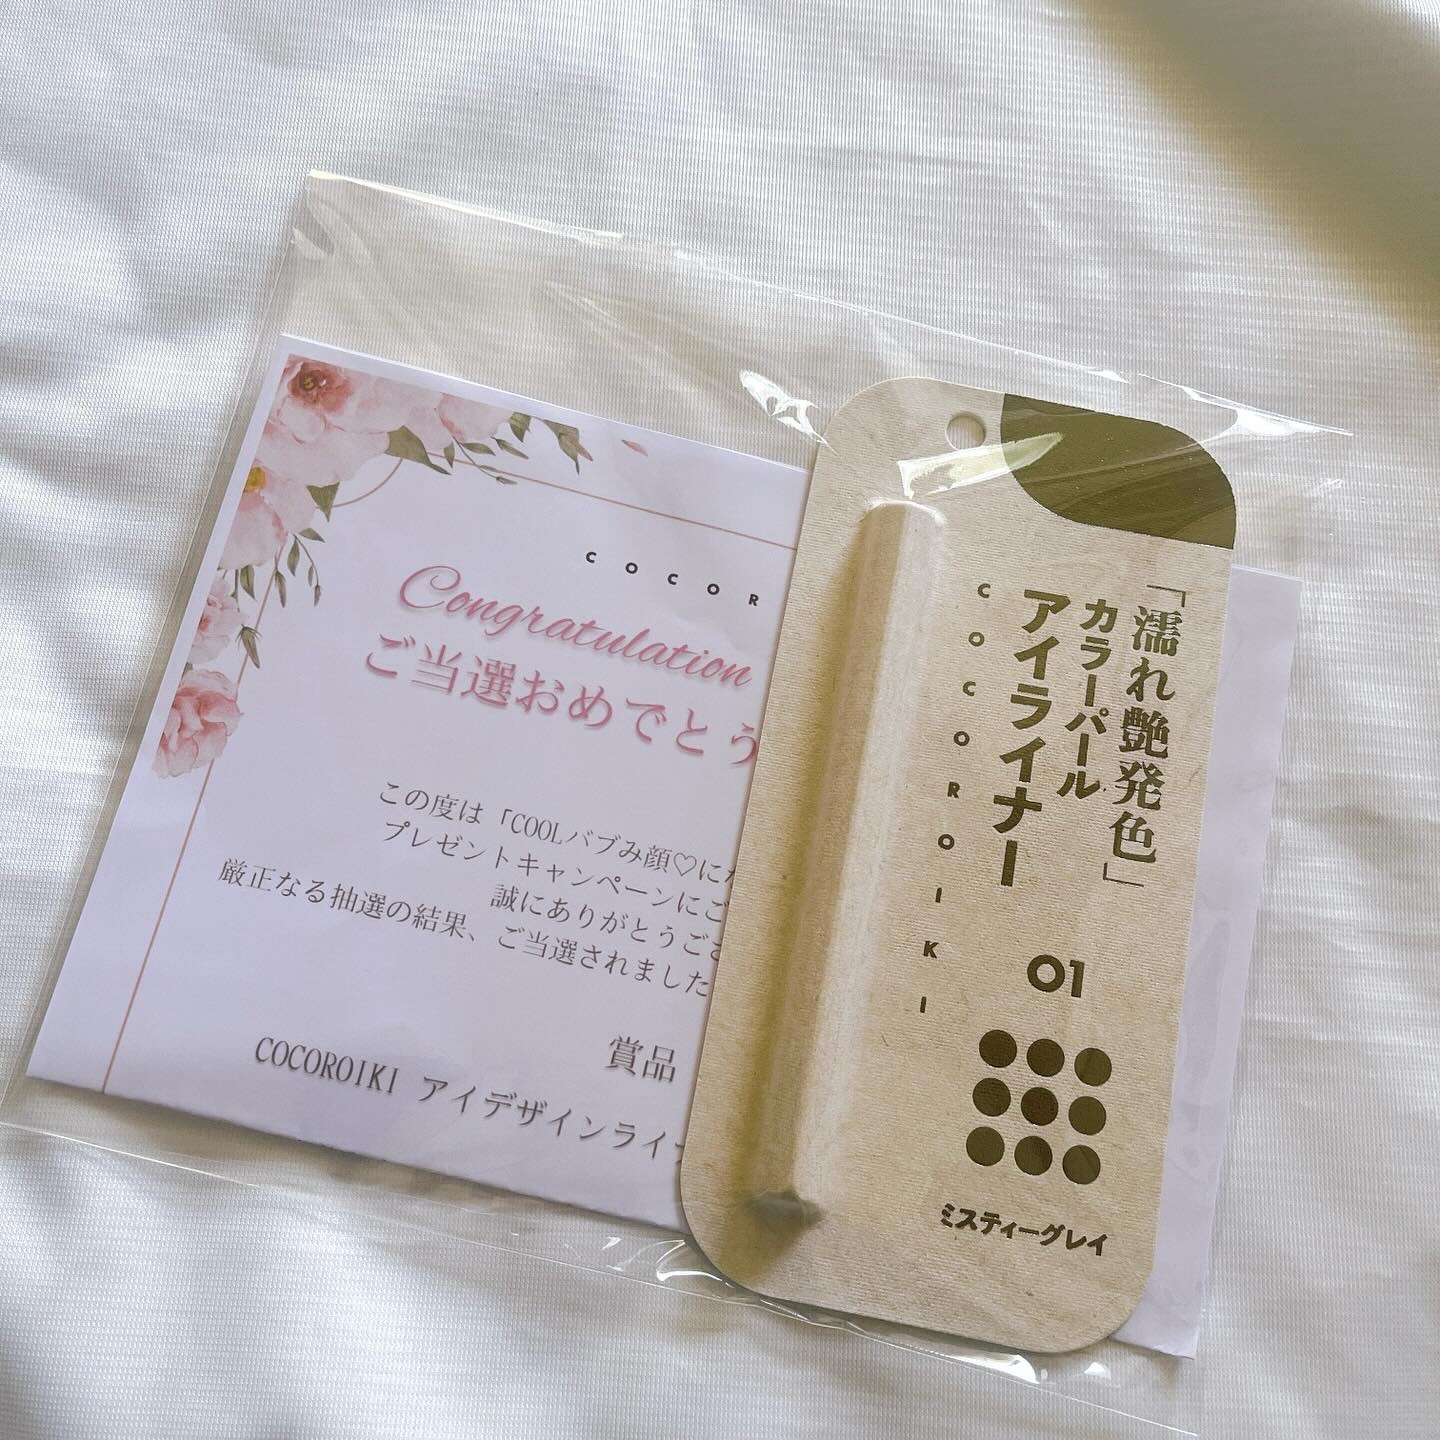 COCOR
Congratulation
ご当選おめでとう
この度は「COOLバブみ顔♡に
プレゼントキャンペーンにご
誠にありがとうござ
厳正なる抽選の結果、ご当選されました
賞品
COCOROIKI アイデザインライ
「濡れ艶発色」
カラーパール
アイライナー
COCOROIKI
01
ミスティーグレイ